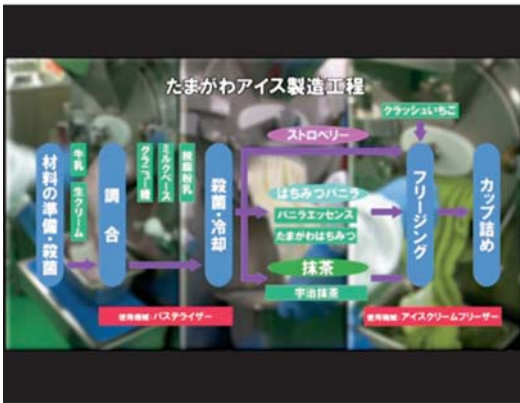 たまがわアイス製造工程
材料の準備・殺菌
牛乳
生クリーム
調合
グラニュー糖
ミルクベース
脱脂粉乳
殺菌・冷却
ストロベリー
はちみつバニラ
バニラエッセンス
たまがわはちみつ
抹茶
宇治抹茶
クラッシュいちご
フリージング
カップ詰め
使用機械:パステライザー
使用機械:アイスクリームフリーザー